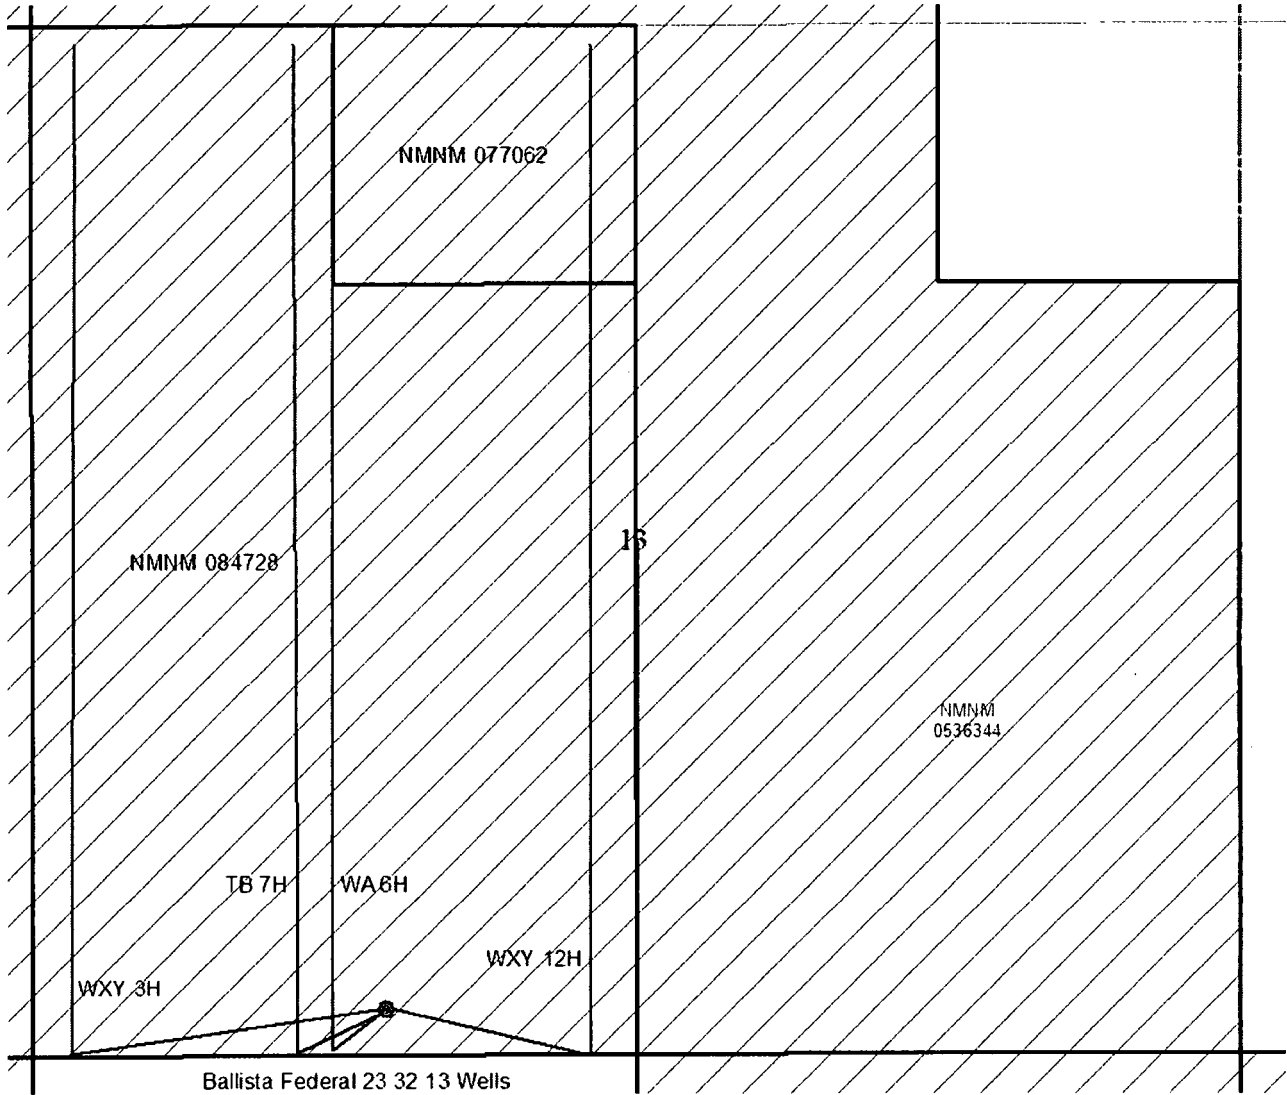 NMNM 077062
NMNM 084728
NMNM
0536344
TB 7H
WA 6H
WXY 12H
WXY 3H
Ballista Federal 23 32 13 Wells